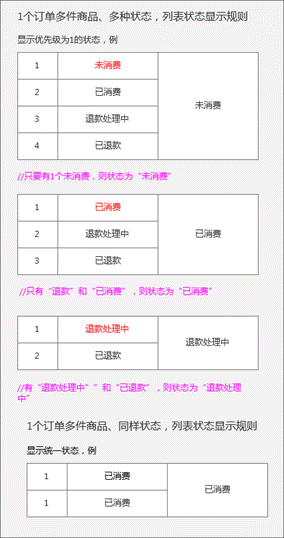 1个订单多件商品、多种状态，列表状态显示规则
显示优先级为1的状态，例
1 未消费
2 已消费
未消费
3 退款处理中
4 已退款
//只要有1个未消费，则状态为“未消费”
1 已消费
2 退款处理中 已消费
3 已退款
//只有“退款”和“已消费”，则状态为“已消费”
1 退款处理中
退款处理中
2 已退款
//有“退款处理中””和“已退款”，则状态为“退款处理
中”
1个订单多件商品、同样状态，列表状态显示规则
显示统一状态，例
1 已消费
已消费
1 已消费